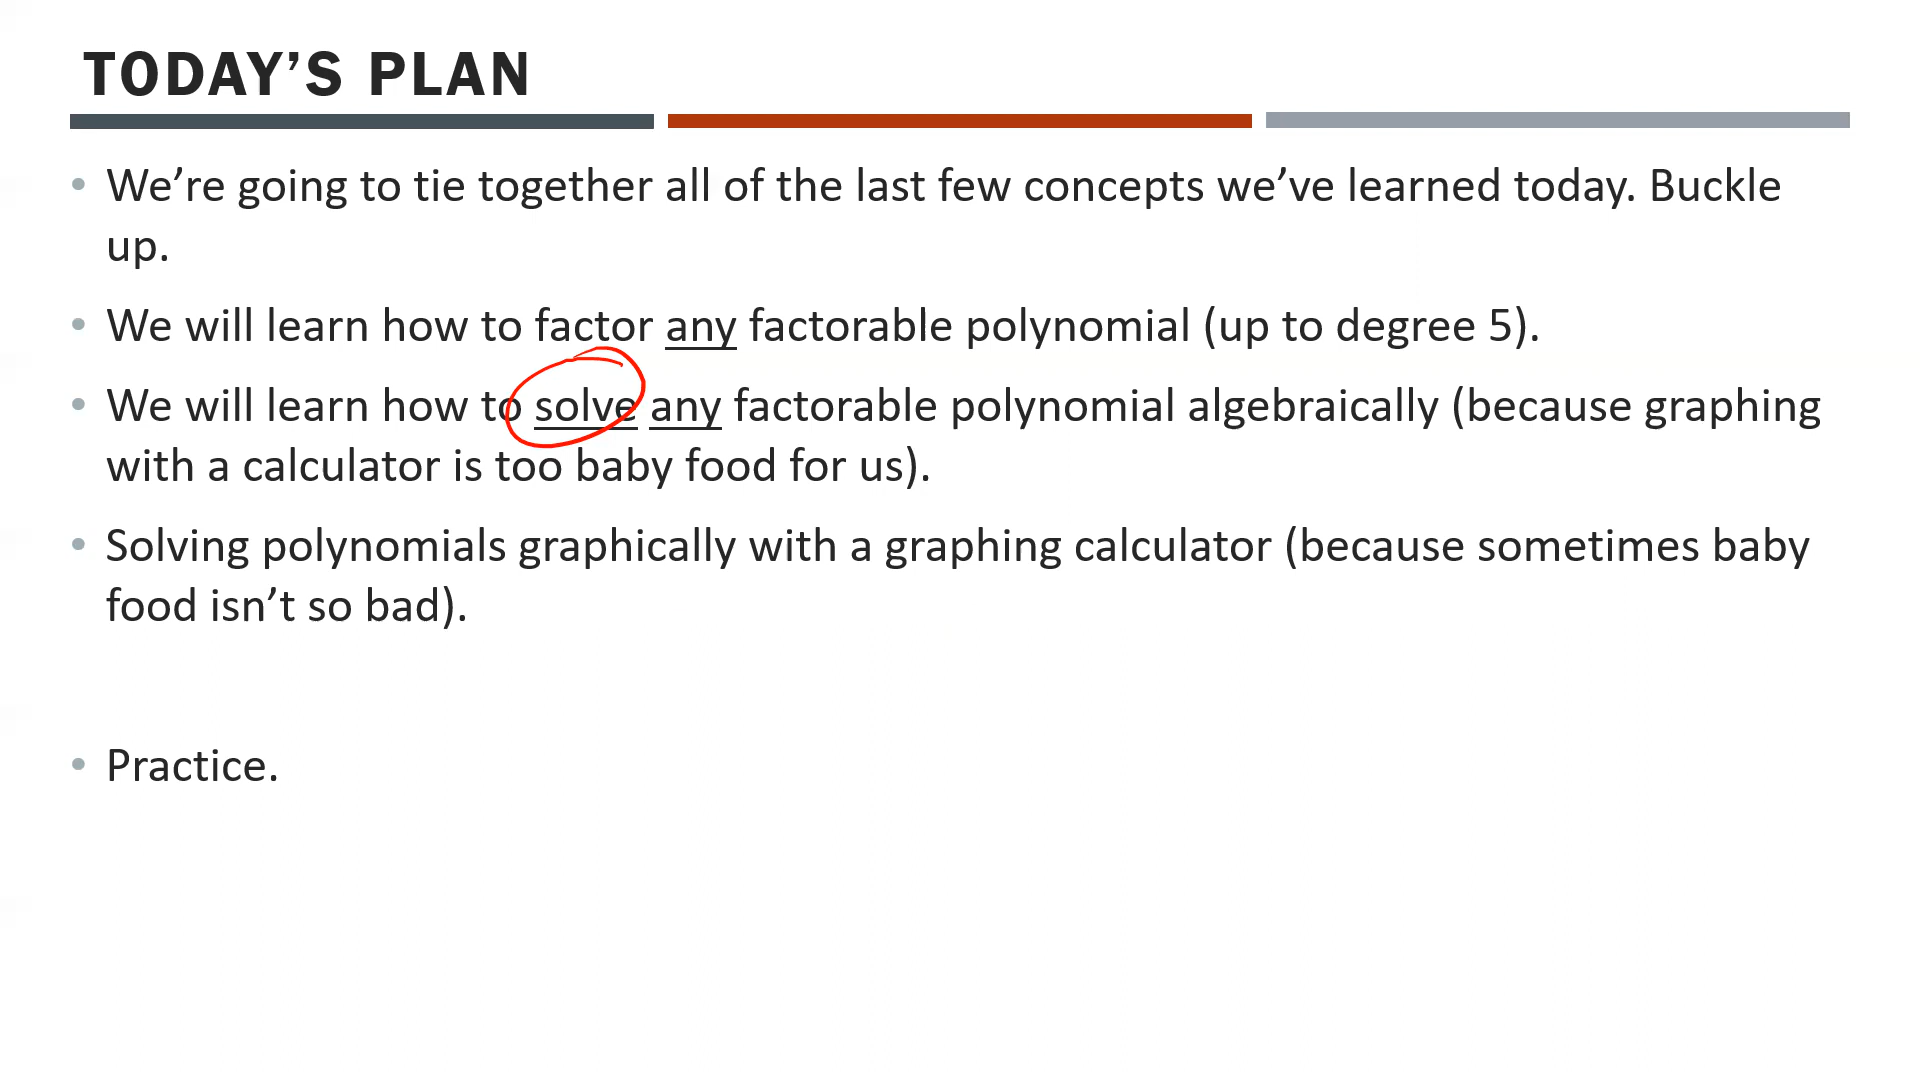 TODAY’S PLAN
• We’re going to tie together all of the last few concepts we’ve learned today. Buckle
up.
• We will learn how to factor any factorable polynomial (up to degree 5).
• We will learn how to solve any factorable polynomial algebraically (because graphing
with a calculator is too baby food for us).
• Solving polynomials graphically with a graphing calculator (because sometimes baby
food isn’t so bad).
• Practice.